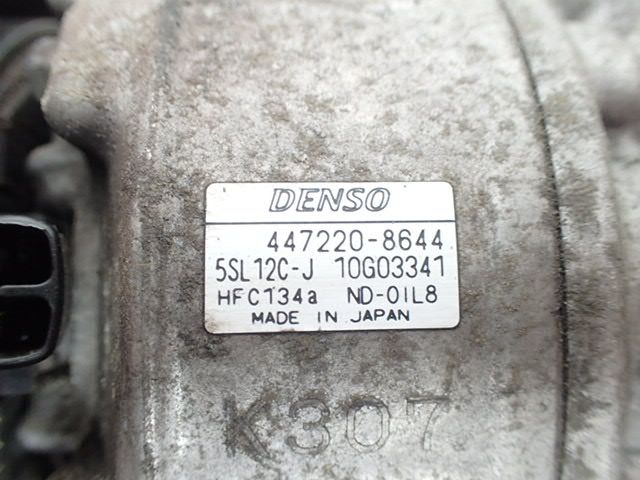 DENSO
447220-8644
5SL12C-J 10G03341
HFC134a ND-OIL8
MADE IN JAPAN
K307